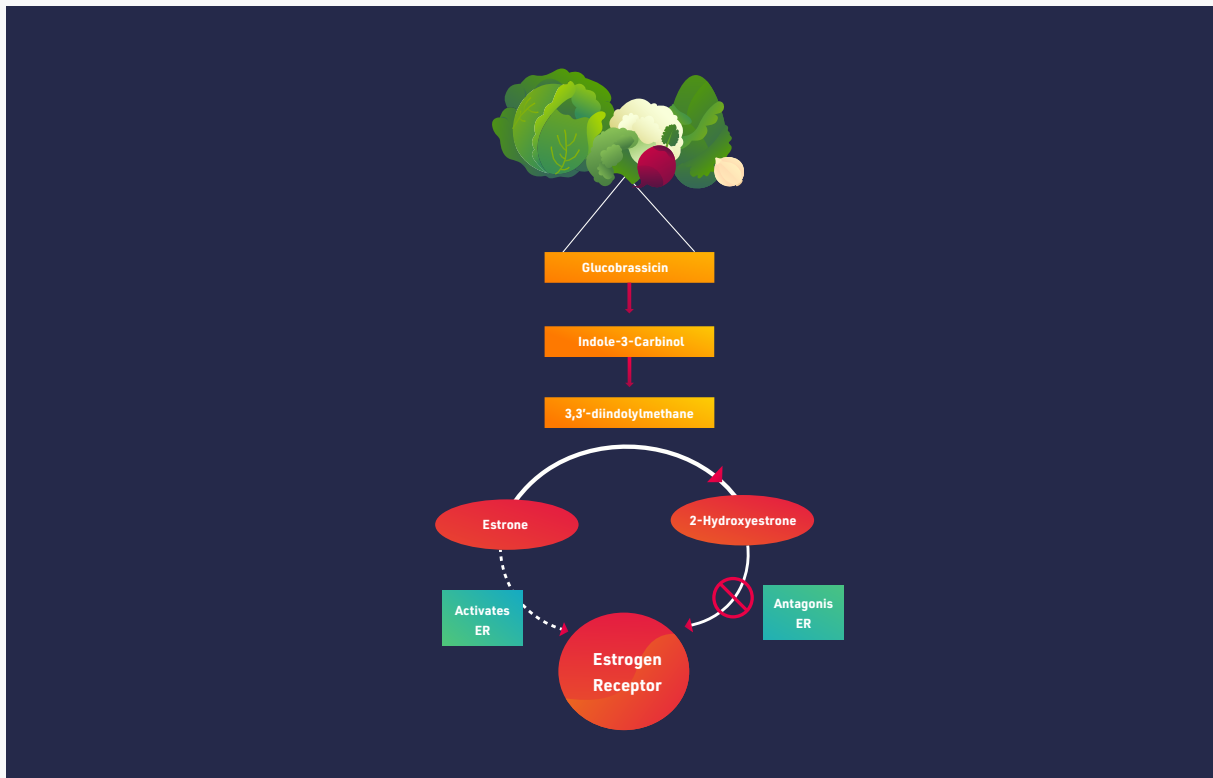 Glucobrassicin
Indole-3-Carbinol
3,3'-diindolylmethane
Estrone
2-Hydroxyestrone
Activates
ER
Antagonis
ER
Estrogen
Receptor